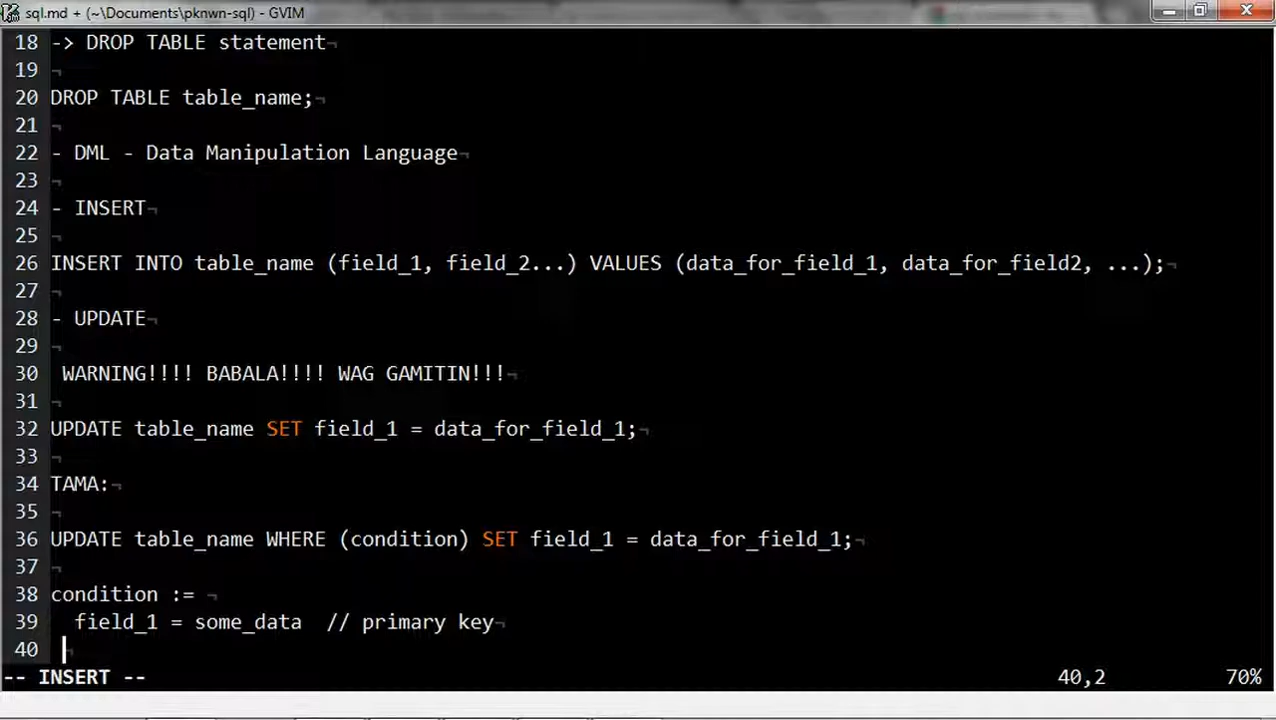 sql.md + (~\Documents\pknwn-sql) - GVIM
18 -> DROP TABLE statement¬
19 ¬
20 DROP TABLE table_name;¬
21 ¬
22 - DML - Data Manipulation Language¬
23 ¬
24 - INSERT¬
25 ¬
26 INSERT INTO table_name (field_1, field_2...) VALUES (data_for_field_1, data_for_field2, ...);¬
27 ¬
28 - UPDATE¬
29 ¬
30  WARNING!!!! BABALA!!!! WAG GAMITIN!!!¬
31 ¬
32 UPDATE table_name SET field_1 = data_for_field_1;¬
33 ¬
34 TAMA:¬
35 ¬
36 UPDATE table_name WHERE (condition) SET field_1 = data_for_field_1;¬
37 ¬
38 condition := ¬
39   field_1 = some_data  // primary key¬
40  ¬
-- INSERT -- 40,2 70%